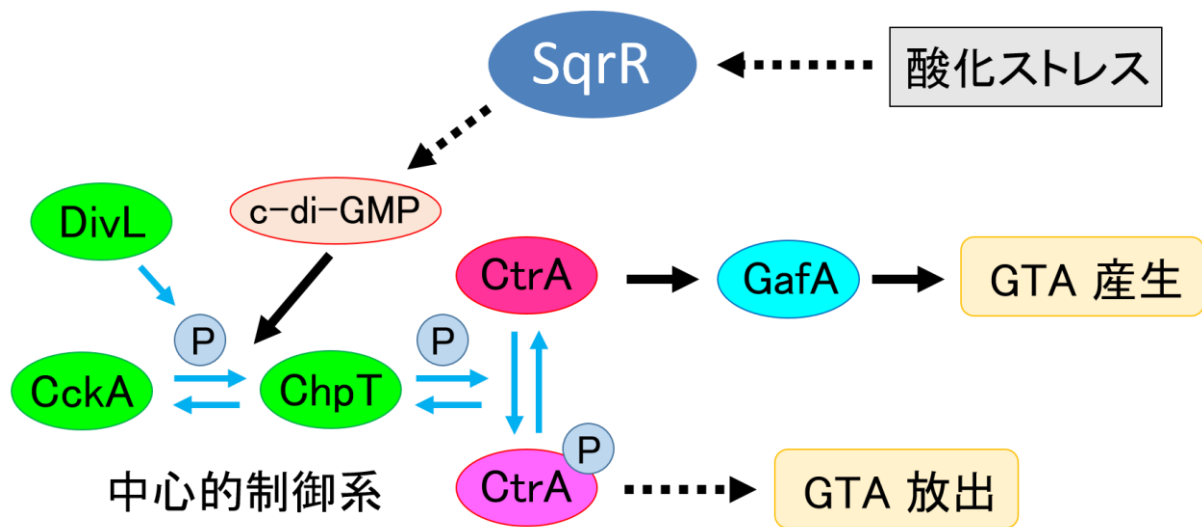 SqrR
酸化ストレス
c-di-GMP
DivL
CtrA
GafA
GTA 産生
P
P
CckA
ChpT
P
CtrA
GTA 放出
中心的制御系